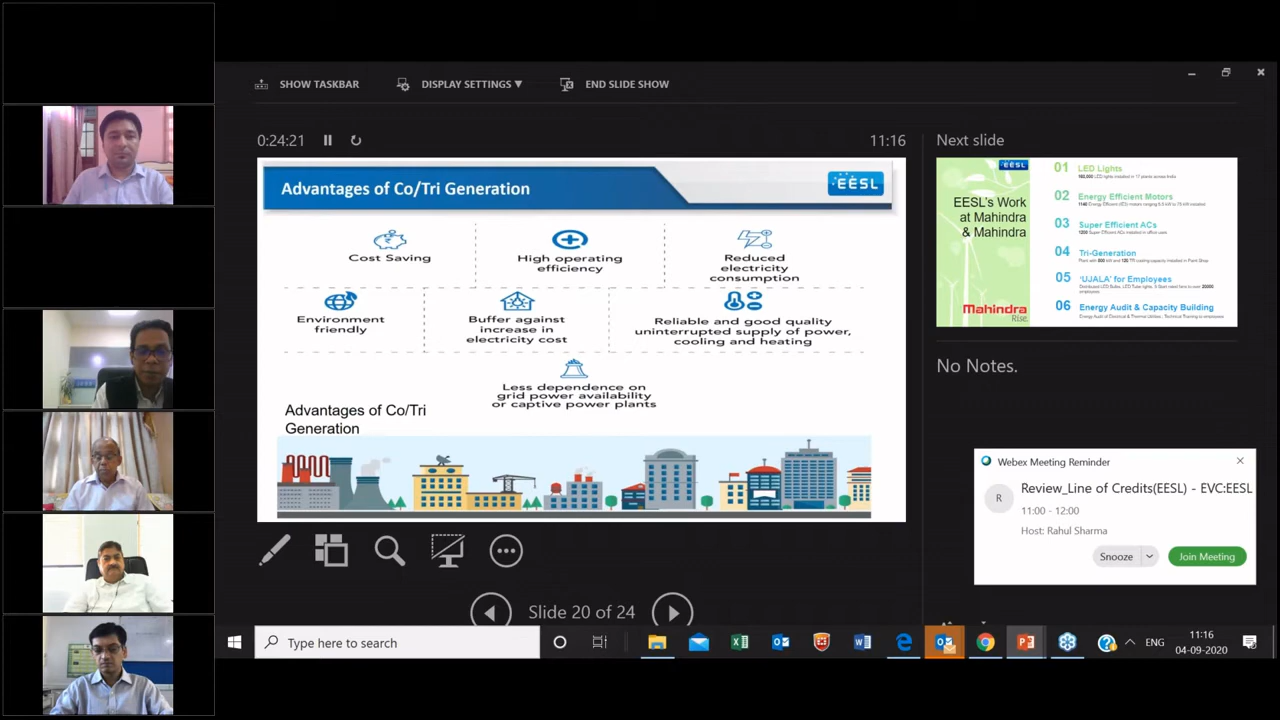 SHOW TASKBAR
DISPLAY SETTINGS ▼
END SLIDE SHOW
0:24:21
11:16
Advantages of Co/Tri Generation
EESL
Cost Saving
High operating
efficiency
Reduced
electricity
consumption
Environment
friendly
Buffer against
increase in
electricity cost
Reliable and good quality
uninterrupted supply of power,
cooling and heating
Less dependence on
grid power availability
or captive power plants
Advantages of Co/Tri
Generation
Slide 20 of 24
Next slide
EESL
EESL's Work
at Mahindra
& Mahindra
Mahindra
Rise.
01 LED Lights
02 Energy Efficient Motors
03 Super Efficient ACs
04 Tri-Generation
05 'UJALA' for Employees
06 Energy Audit & Capacity Building
No Notes.
Webex Meeting Reminder
R
Review_Line of Credits(EESL) - EVC:EESL
11:00 - 12:00
Host: Rahul Sharma
Snooze
Join Meeting
Type here to search
ENG
11:16
04-09-2020